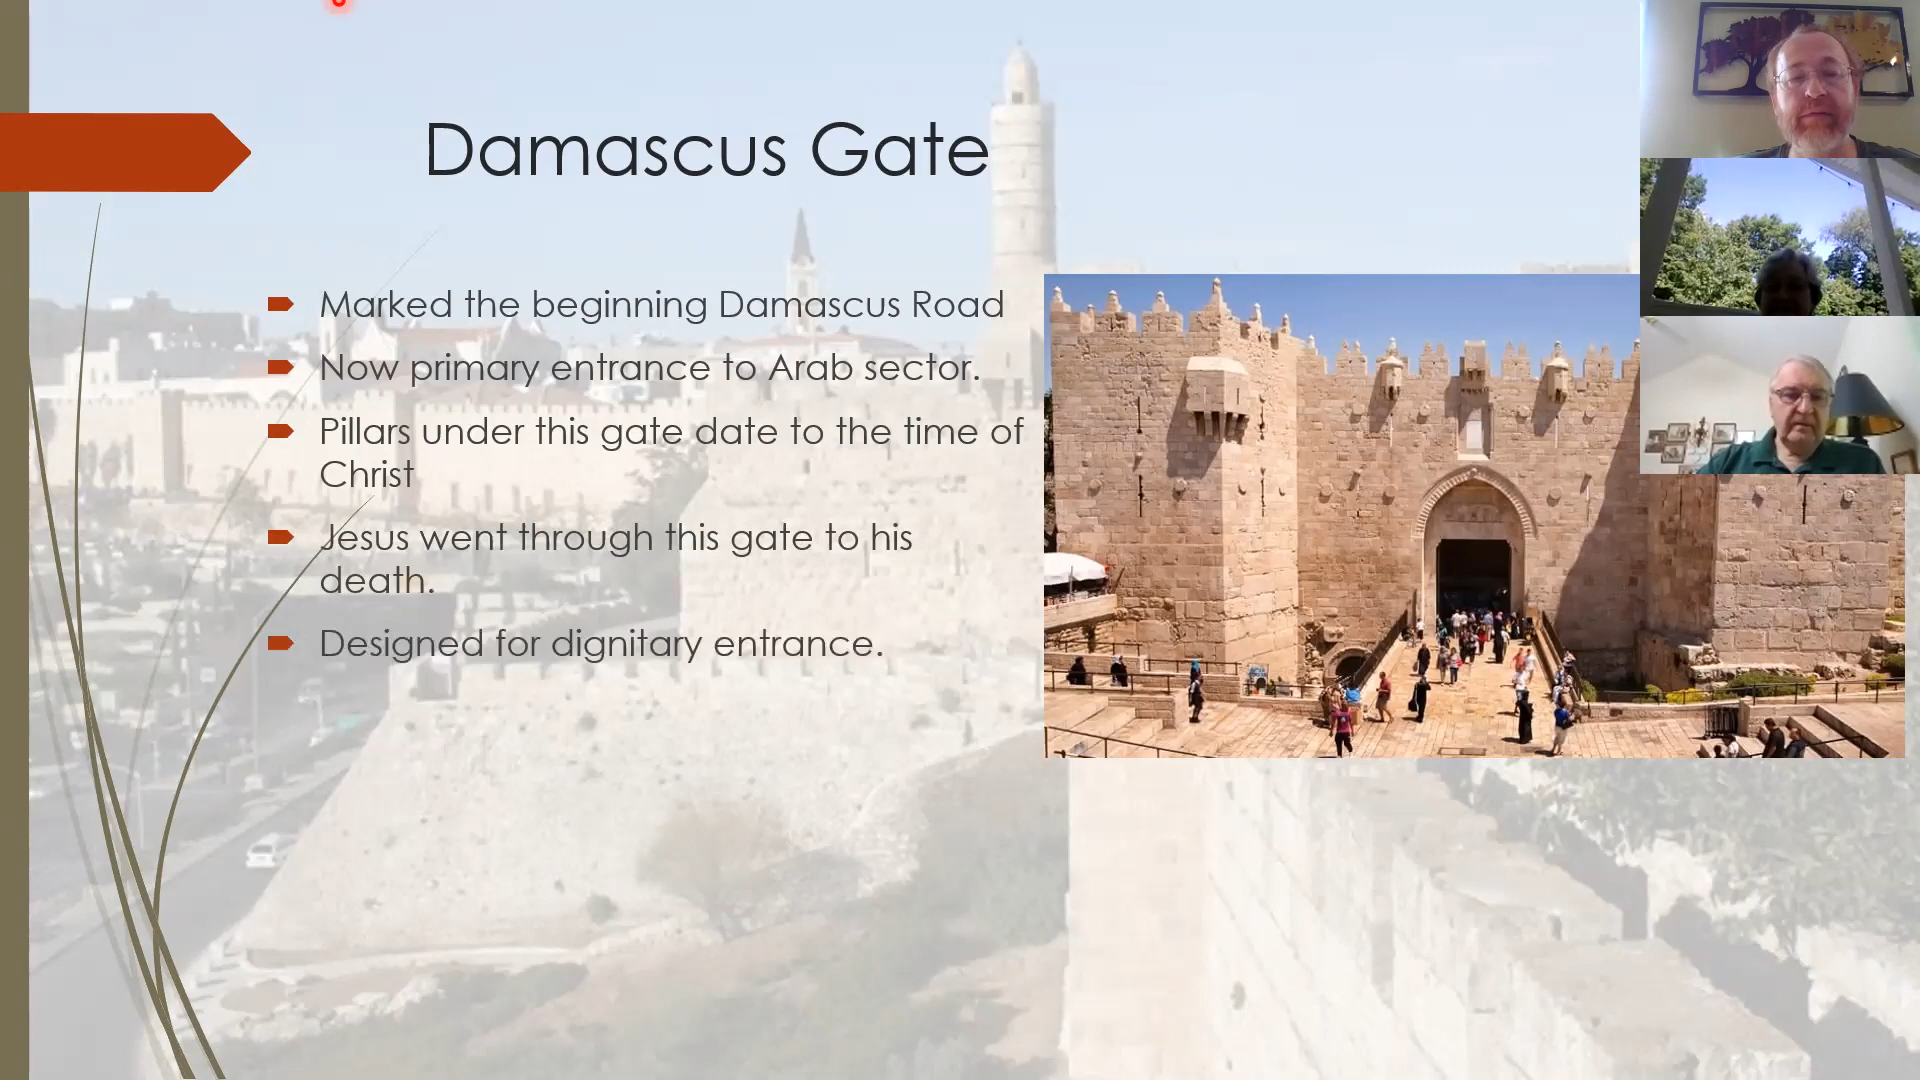 Damascus Gate
Marked the beginning Damascus Road
Now primary entrance to Arab sector.
Pillars under this gate date to the time of
Christ
Jesus went through this gate to his
death.
Designed for dignitary entrance.